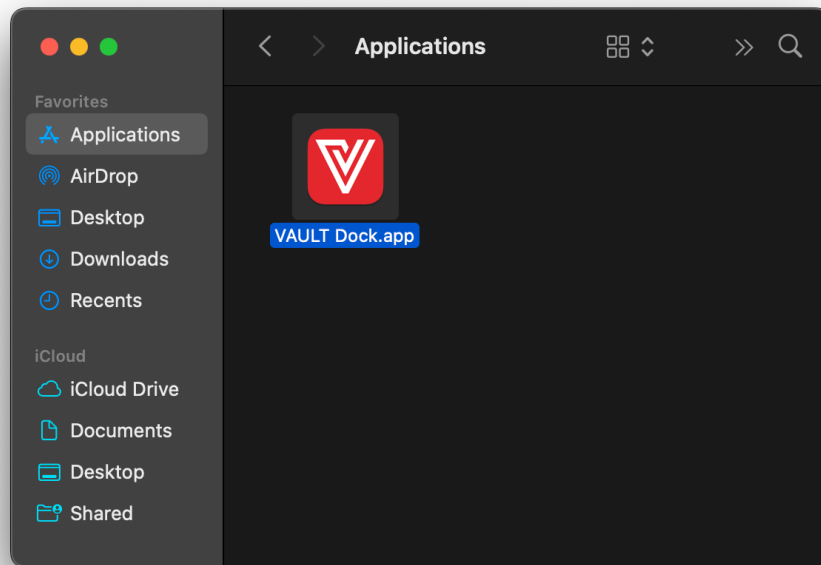 Applications
Favorites
Applications
AirDrop
Desktop
Downloads
Recents
iCloud
iCloud Drive
Documents
Desktop
Shared
VAULT Dock.app